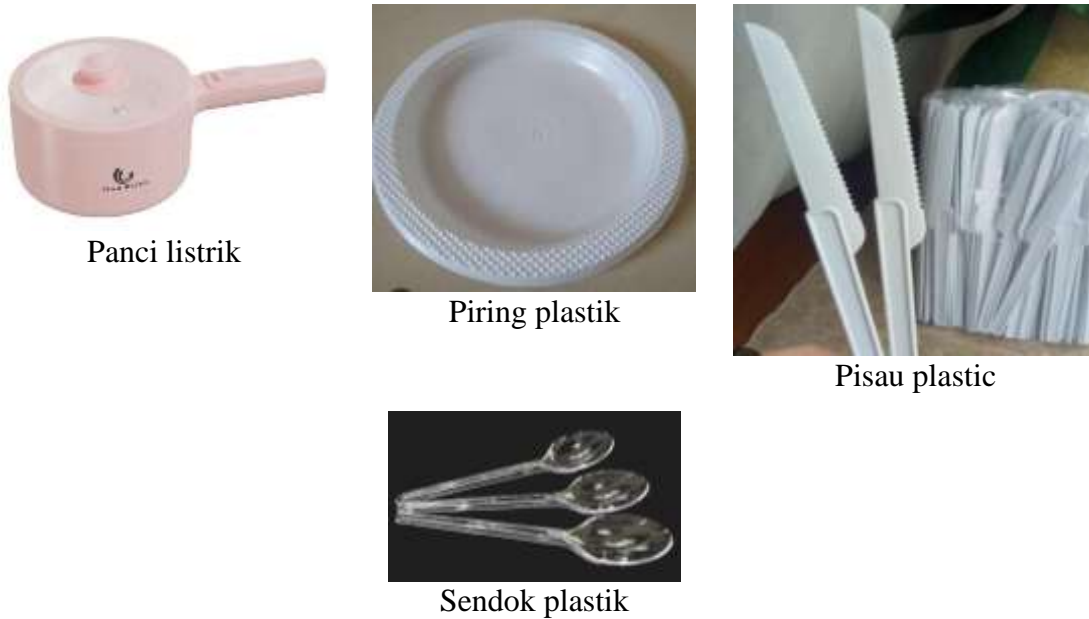 Panci listrik
Piring plastik
Pisau plastic
Sendok plastik